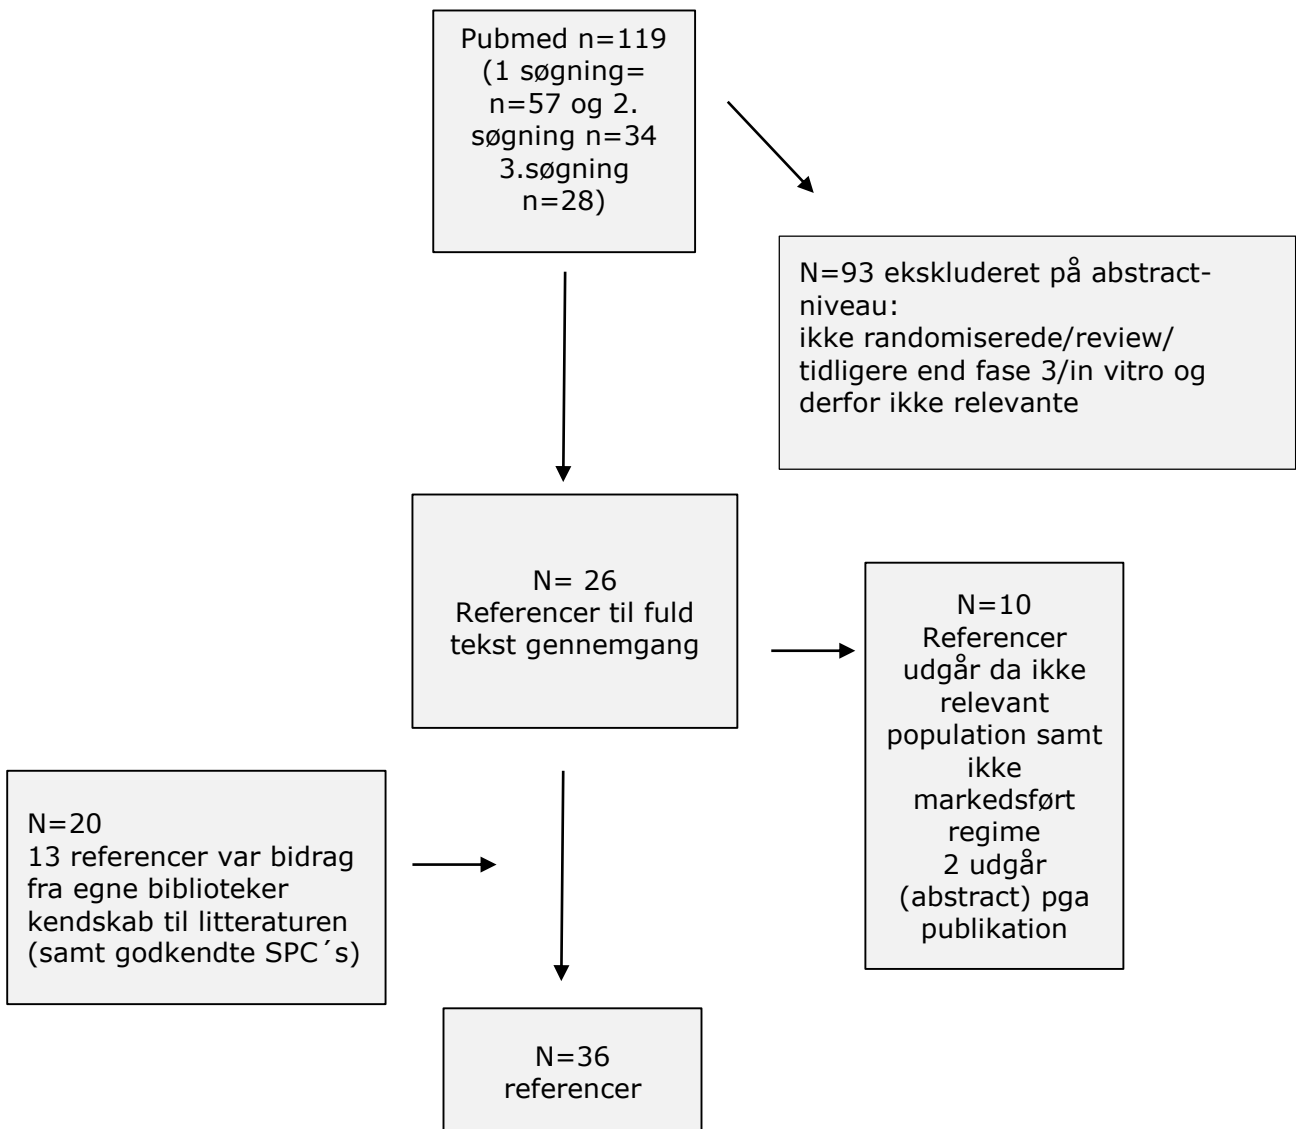 Pubmed n=119
(1 søgning=
n=57 og 2.
søgning n=34
3.søgning
n=28)
N=93 ekskluderet på abstract-
niveau:
ikke randomiserede/review/
tidligere end fase 3/in vitro og
derfor ikke relevante
N= 26
Referencer til fuld
tekst gennemgang
N=10
Referencer
udgår da ikke
relevant
population samt
ikke
markedsført
regime
2 udgår
(abstract) pga
publikation
N=20
13 referencer var bidrag
fra egne biblioteker
kendskab til litteraturen
(samt godkendte SPC´s)
N=36
referencer